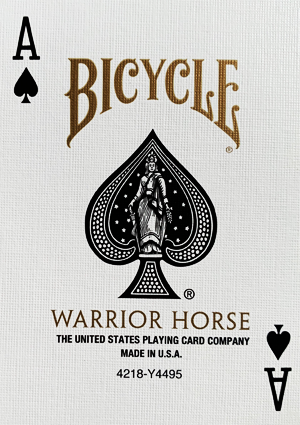 A
BICYCLE
®
®
WARRIOR HORSE
THE UNITED STATES PLAYING CARD COMPANY
MADE IN U.S.A.
4218-Y4495
A